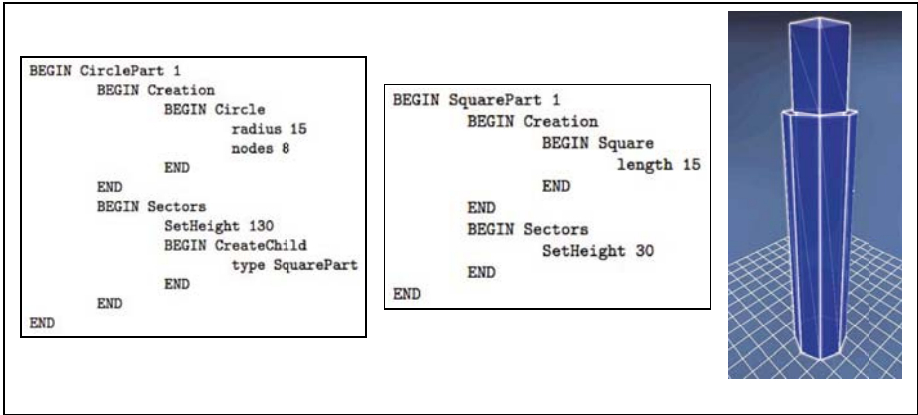 BEGIN CirclePart 1
BEGIN Creation
BEGIN Circle
radius 15
nodes 8
END
END
BEGIN Sectors
SetHeight 130
BEGIN CreateChild
type SquarePart
END
END
END
BEGIN SquarePart 1
BEGIN Creation
BEGIN Square
length 15
END
END
BEGIN Sectors
SetHeight 30
END
END